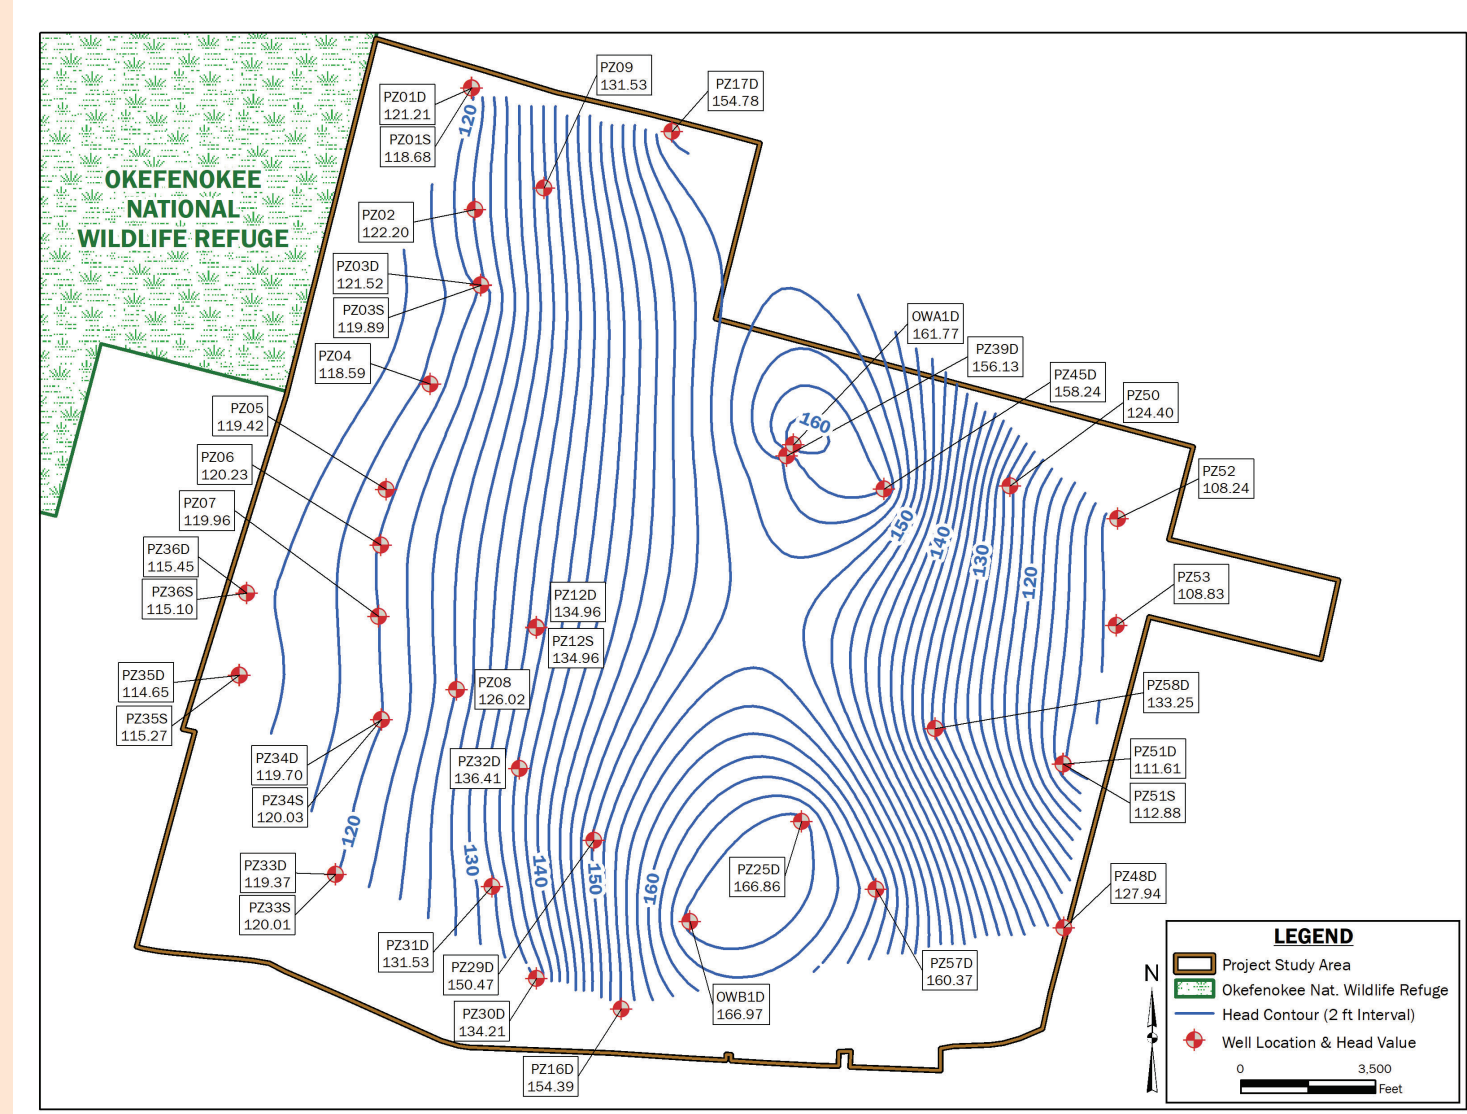 PZ09
131.53
PZ17D
154.78
PZ01D
121.21
PZ01S
118.68
120
OKEFENOKEE
NATIONAL
WILDLIFE REFUGE
PZ02
122.20
PZ03D
121.52
PZ03S
119.89
PZ04
118.59
OWA1D
161.77
PZ39D
156.13
PZ45D
158.24
PZ50
124.40
160
PZ05
119.42
PZ06
120.23
PZ07
119.96
PZ52
108.24
150
140
130
120
PZ36D
115.45
PZ36S
115.10
PZ12D
134.96
PZ12S
134.96
PZ53
108.83
PZ35D
114.65
PZ35S
115.27
PZ08
126.02
PZ58D
133.25
PZ34D
119.70
PZ34S
120.03
PZ32D
136.41
PZ51D
111.61
PZ51S
112.88
120
130
140
150
160
PZ33D
119.37
PZ33S
120.01
PZ25D
166.86
PZ48D
127.94
PZ31D
131.53
PZ29D
150.47
PZ30D
134.21
PZ57D
160.37
OWB1D
166.97
PZ16D
154.39
N
LEGEND
Project Study Area
Okefenokee Nat. Wildlife Refuge
Head Contour (2 ft Interval)
Well Location & Head Value
0 3,500
Feet